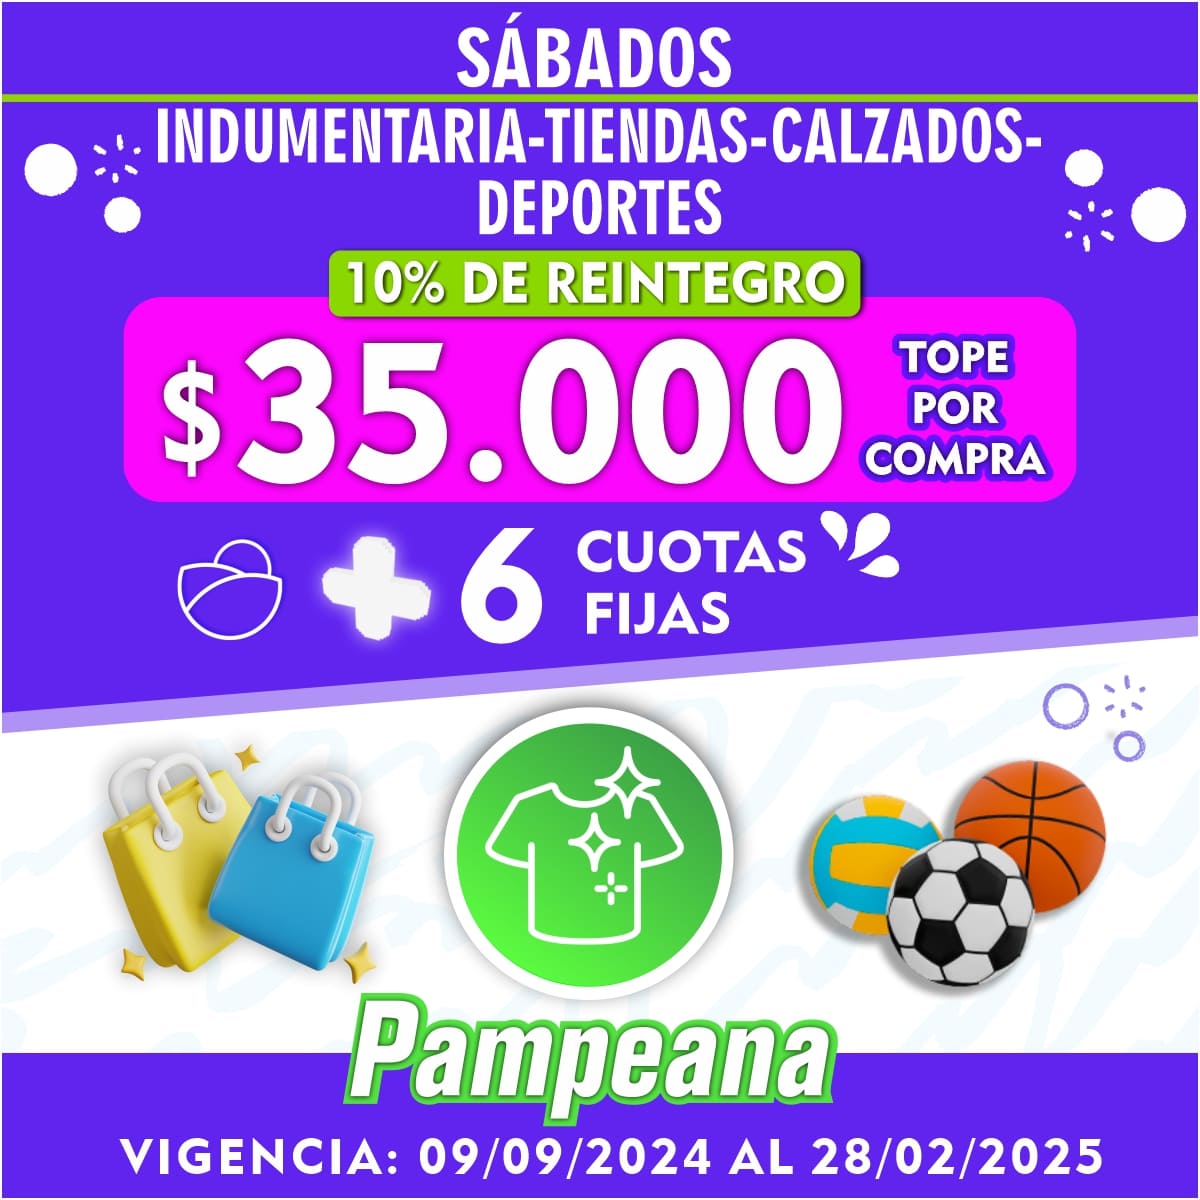 SÁBADOS
INDUMENTARIA-TIENDAS-CALZADOS-
DEPORTES
10% DE REINTEGRO
$35.000
TOPE
POR
COMPRA
6 CUOTAS
FIJAS
Pampeana
VIGENCIA: 09/09/2024 AL 28/02/2025